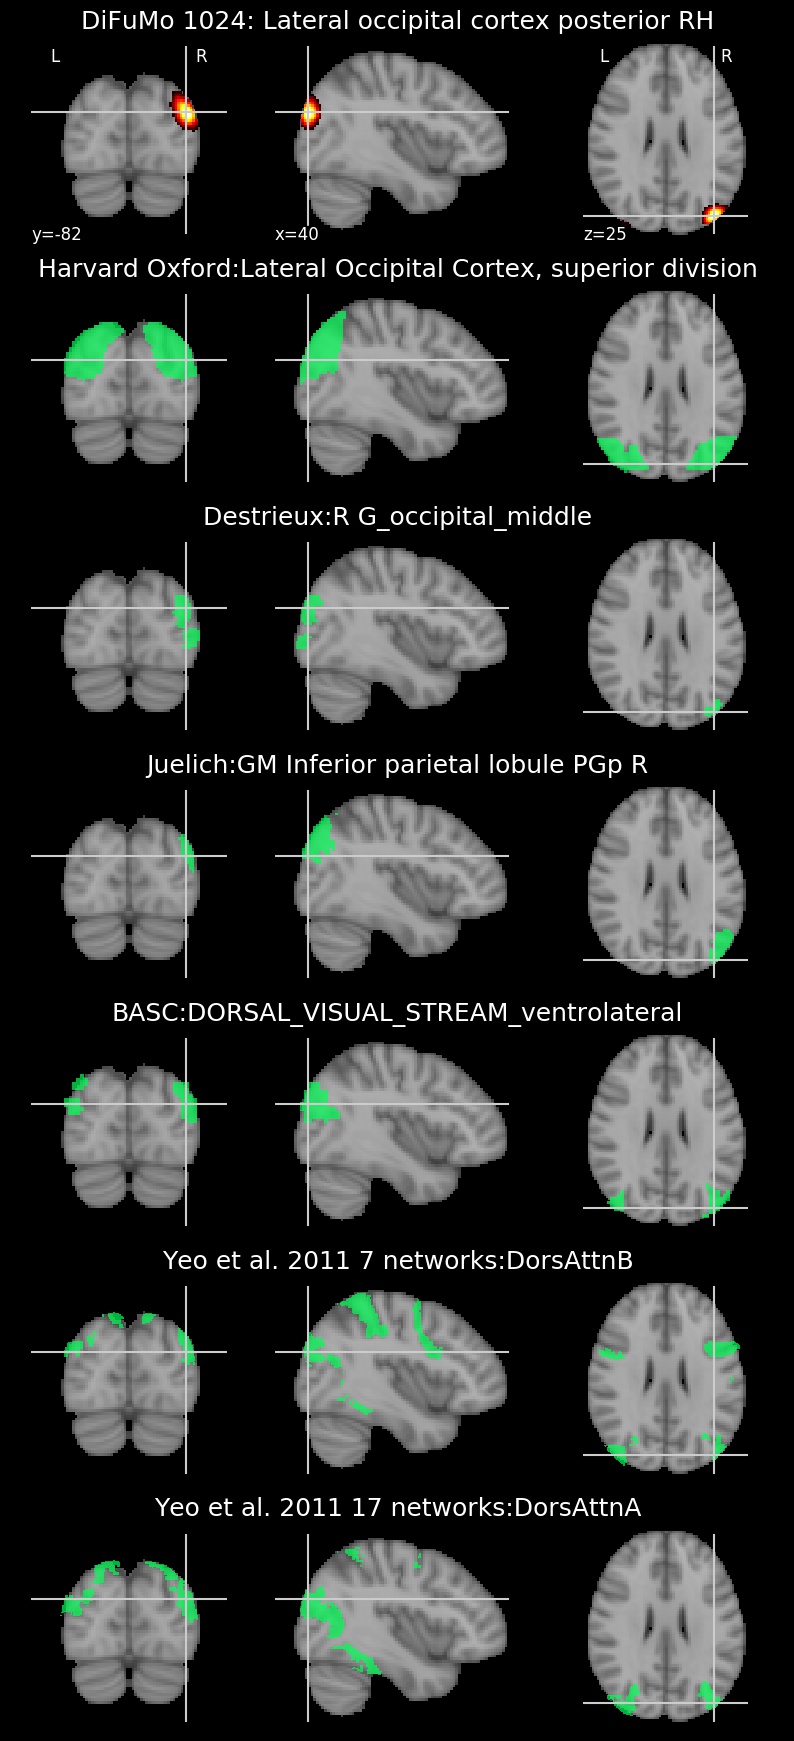 DiFuMo 1024: Lateral occipital cortex posterior RH
L R L R
y=-82 x=40 z=25
Harvard Oxford:Lateral Occipital Cortex, superior division
Destrieux:R G_occipital_middle
Juelich:GM Inferior parietal lobule PGp R
BASC:DORSAL_VISUAL_STREAM_ventrolateral
Yeo et al. 2011 7 networks:DorsAttnB
Yeo et al. 2011 17 networks:DorsAttnA